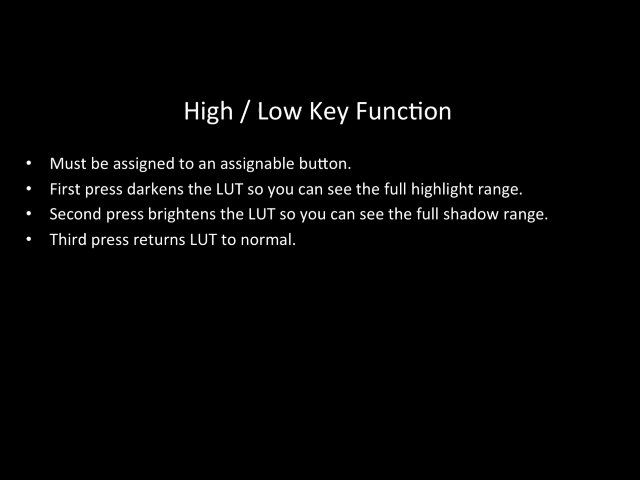 High / Low Key Function
• Must be assigned to an assignable button.
• First press darkens the LUT so you can see the full highlight range.
• Second press brightens the LUT so you can see the full shadow range.
• Third press returns LUT to normal.